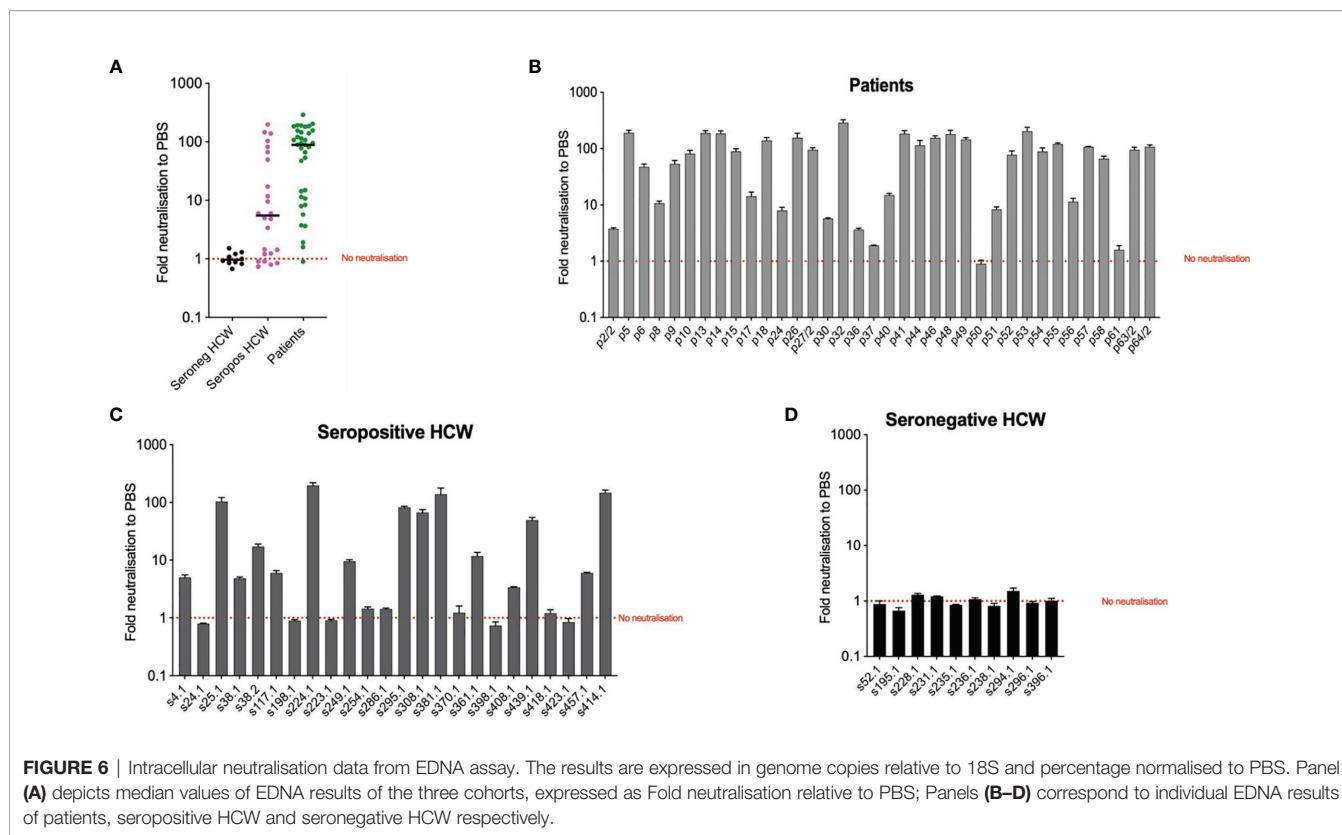 A
1000
100
10
1
0.1
Fold neutralisation to PBS
No neutralisation
Seroneg HCW
Seropos HCW
Patients
B
Patients
1000
100
10
1
0.1
Fold neutralisation to PBS
No neutralisation
p2/2
p5
p6
p8
p9
p10
p13
p14
p15
p17
p18
p24
p26
p27/2
p30
p32
p36
p37
p40
p41
p44
p46
p48
p49
p50
p51
p52
p53
p54
p55
p56
p57
p58
p61
p63/2
p64/2
C
Seropositive HCW
1000
100
10
1
0.1
Fold neutralisation to PBS
No neutralisation
s4.1
s24.1
s25.1
s38.1
s38.2
s117.1
s198.1
s224.1
s223.1
s249.1
s254.1
s286.1
s295.1
s308.1
s381.1
s370.1
s361.1
s398.1
s408.1
s439.1
s418.1
s423.1
s457.1
s414.1
D
Seronegative HCW
1000
100
10
1
0.1
Fold neutralisation to PBS
No neutralisation
s52.1
s195.1
s228.1
s231.1
s235.1
s236.1
s238.1
s294.1
s296.1
s396.1
FIGURE 6 | Intracellular neutralisation data from EDNA assay. The results are expressed in genome copies relative to 18S and percentage normalised to PBS. Panel
(A) depicts median values of EDNA results of the three cohorts, expressed as Fold neutralisation relative to PBS; Panels (B–D) correspond to individual EDNA results
of patients, seropositive HCW and seronegative HCW respectively.